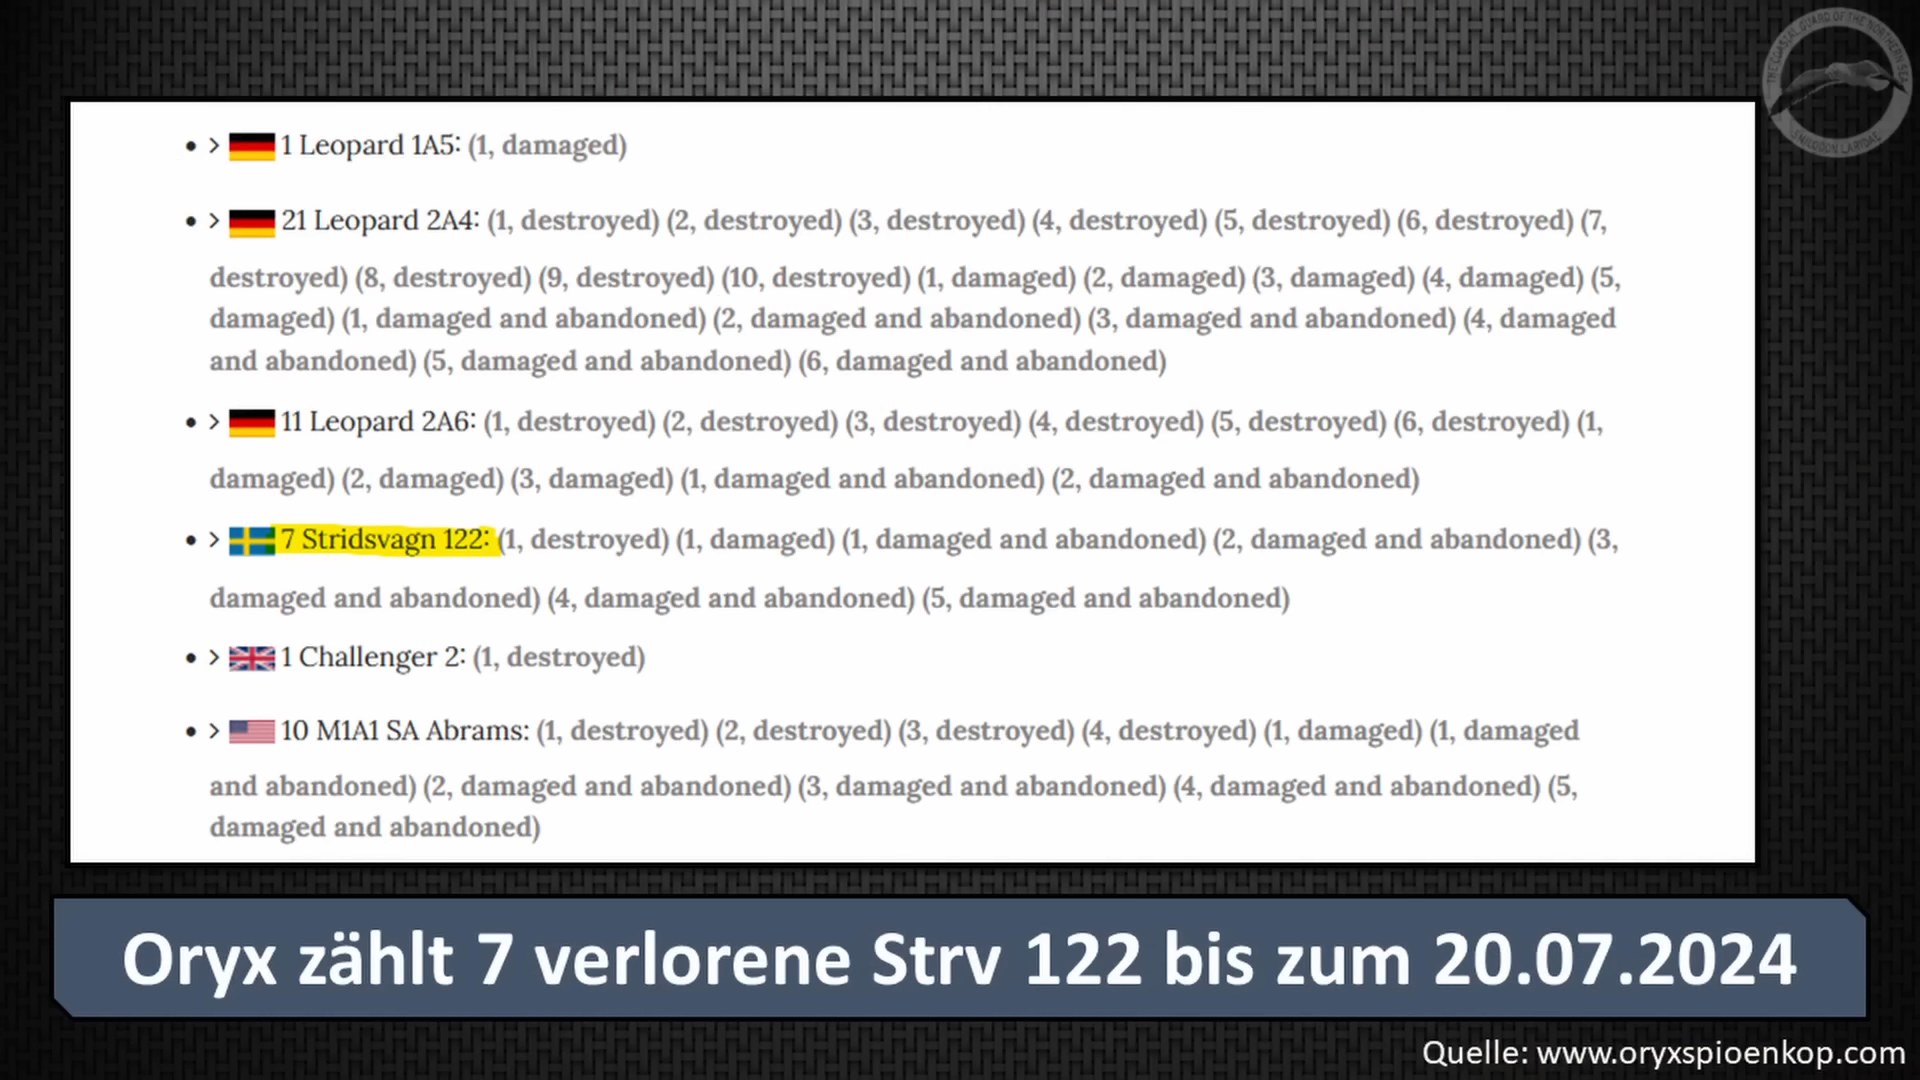 THE COASTAL GUARD OF THE NORTHERN SEA
SMILODON LARIDAE
• > 1 Leopard 1A5: (1, damaged)
• > 21 Leopard 2A4: (1, destroyed) (2, destroyed) (3, destroyed) (4, destroyed) (5, destroyed) (6, destroyed) (7,
destroyed) (8, destroyed) (9, destroyed) (10, destroyed) (1, damaged) (2, damaged) (3, damaged) (4, damaged) (5,
damaged) (1, damaged and abandoned) (2, damaged and abandoned) (3, damaged and abandoned) (4, damaged
and abandoned) (5, damaged and abandoned) (6, damaged and abandoned)
• > 11 Leopard 2A6: (1, destroyed) (2, destroyed) (3, destroyed) (4, destroyed) (5, destroyed) (6, destroyed) (1,
damaged) (2, damaged) (3, damaged) (1, damaged and abandoned) (2, damaged and abandoned)
• > 7 Stridsvagn 122: (1, destroyed) (1, damaged) (1, damaged and abandoned) (2, damaged and abandoned) (3,
damaged and abandoned) (4, damaged and abandoned) (5, damaged and abandoned)
• > 1 Challenger 2: (1, destroyed)
• > 10 M1A1 SA Abrams: (1, destroyed) (2, destroyed) (3, destroyed) (4, destroyed) (1, damaged) (1, damaged
and abandoned) (2, damaged and abandoned) (3, damaged and abandoned) (4, damaged and abandoned) (5,
damaged and abandoned)
Oryx zählt 7 verlorene Strv 122 bis zum 20.07.2024
Quelle: www.oryxspioenkop.com